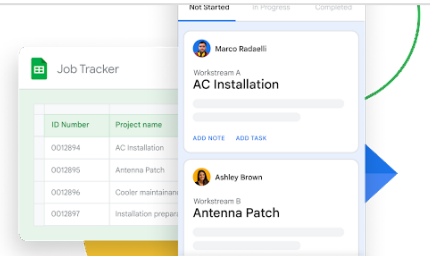 Not Started In Progress Completed
Job Tracker
ID Number Project name
0012894 AC Installation
0012895 Antenna Patch
0012896 Cooler maintainan
0012897 Installation prepara
Marco Radaelli
Workstream A
AC Installation
ADD NOTE ADD TASK
Ashley Brown
Workstream B
Antenna Patch